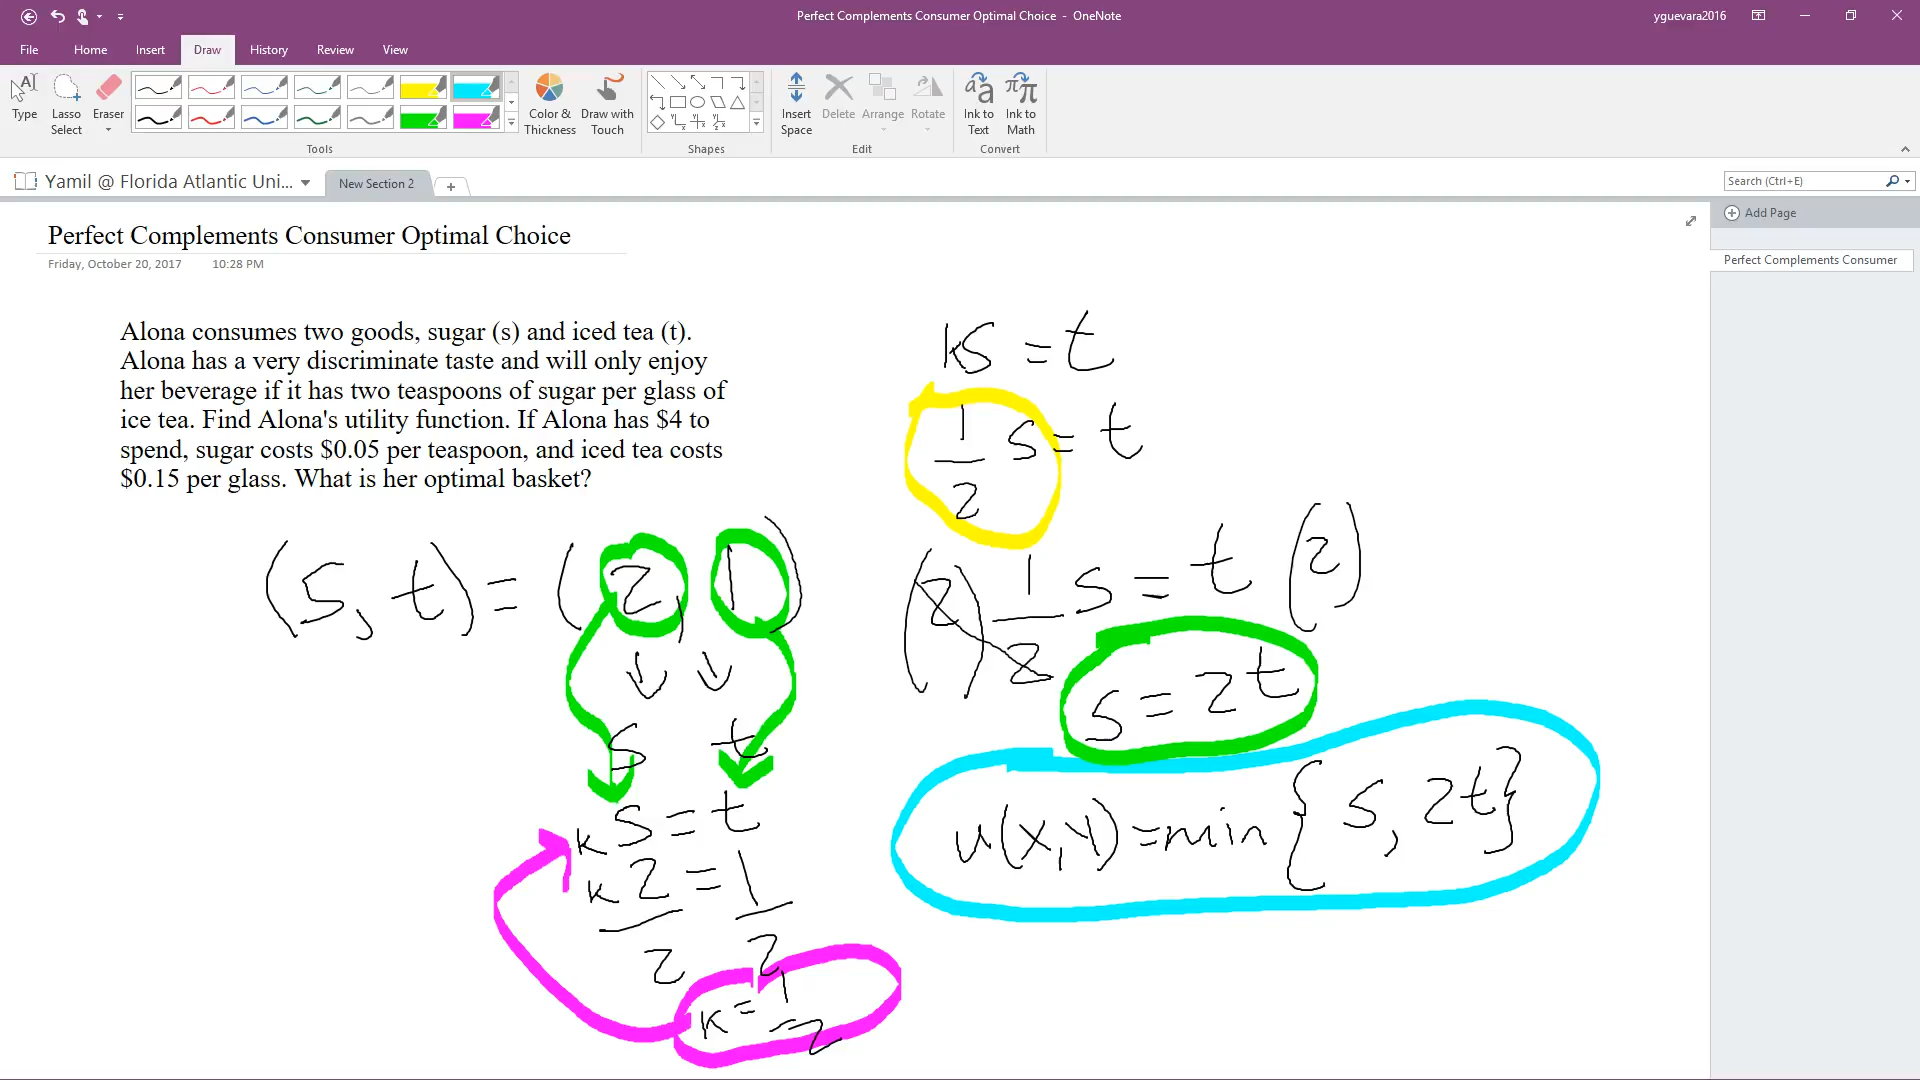 Perfect Complements Consumer Optimal Choice - OneNote
yguevara2016
File Home Insert Draw History Review View
Type
Lasso Select
Eraser
Color & Thickness
Draw with Touch
Insert Space
Delete
Arrange
Rotate
Ink to Text
Ink to Math
Tools
Shapes
Edit
Convert
Yamil @ Florida Atlantic Uni...
New Section 2
Search (Ctrl+E)
Add Page
Perfect Complements Consumer
Perfect Complements Consumer Optimal Choice
Friday, October 20, 2017 10:28 PM
Alona consumes two goods, sugar (s) and iced tea (t).
Alona has a very discriminate taste and will only enjoy
her beverage if it has two teaspoons of sugar per glass of
ice tea. Find Alona's utility function. If Alona has $4 to
spend, sugar costs $0.05 per teaspoon, and iced tea costs
$0.15 per glass. What is her optimal basket?
(s, t) = (2, 1)
↓ ↓
s t
ks = t
k2 = 1
2 2
k = 1/2
ks = t
1/2 s = t
(2) 1/2 s = t (2)
s = 2t
u(x,y) = min { s, 2t }